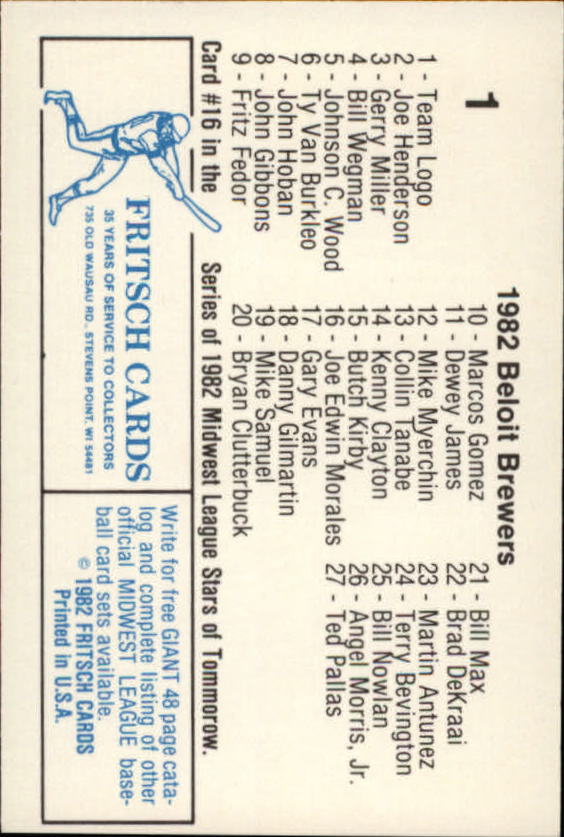 1
1982 Beloit Brewers
1 - Team Logo
2 - Joe Henderson
3 - Gerry Miller
4 - Bill Wegman
5 - Johnson C. Wood
6 - Ty Van Burkleo
7 - John Hoban
8 - John Gibbons
9 - Fritz Fedor
10 - Marcos Gomez
11 - Dewey James
12 - Mike Myerchin
13 - Collin Tanabe
14 - Kenny Clayton
15 - Butch Kirby
16 - Joe Edwin Morales
17 - Gary Evans
18 - Danny Gilmartin
19 - Mike Samuel
20 - Bryan Clutterbuck
21 - Bill Max
22 - Brad DeKraai
23 - Martin Antunez
24 - Terry Bevington
25 - Bill Nowlan
26 - Angel Morris, Jr.
27 - Ted Pallas
Card #16 in the Series of 1982 Midwest League Stars of Tommorow.
FRITSCH CARDS
35 YEARS OF SERVICE TO COLLECTORS
735 OLD WAUSAU RD., STEVENS POINT, WI 54481
Write for free GIANT 48 page cata-
log and complete listing of other
official MIDWEST LEAGUE base-
ball card sets available.
© 1982 FRITSCH CARDS
Printed in U.S.A.